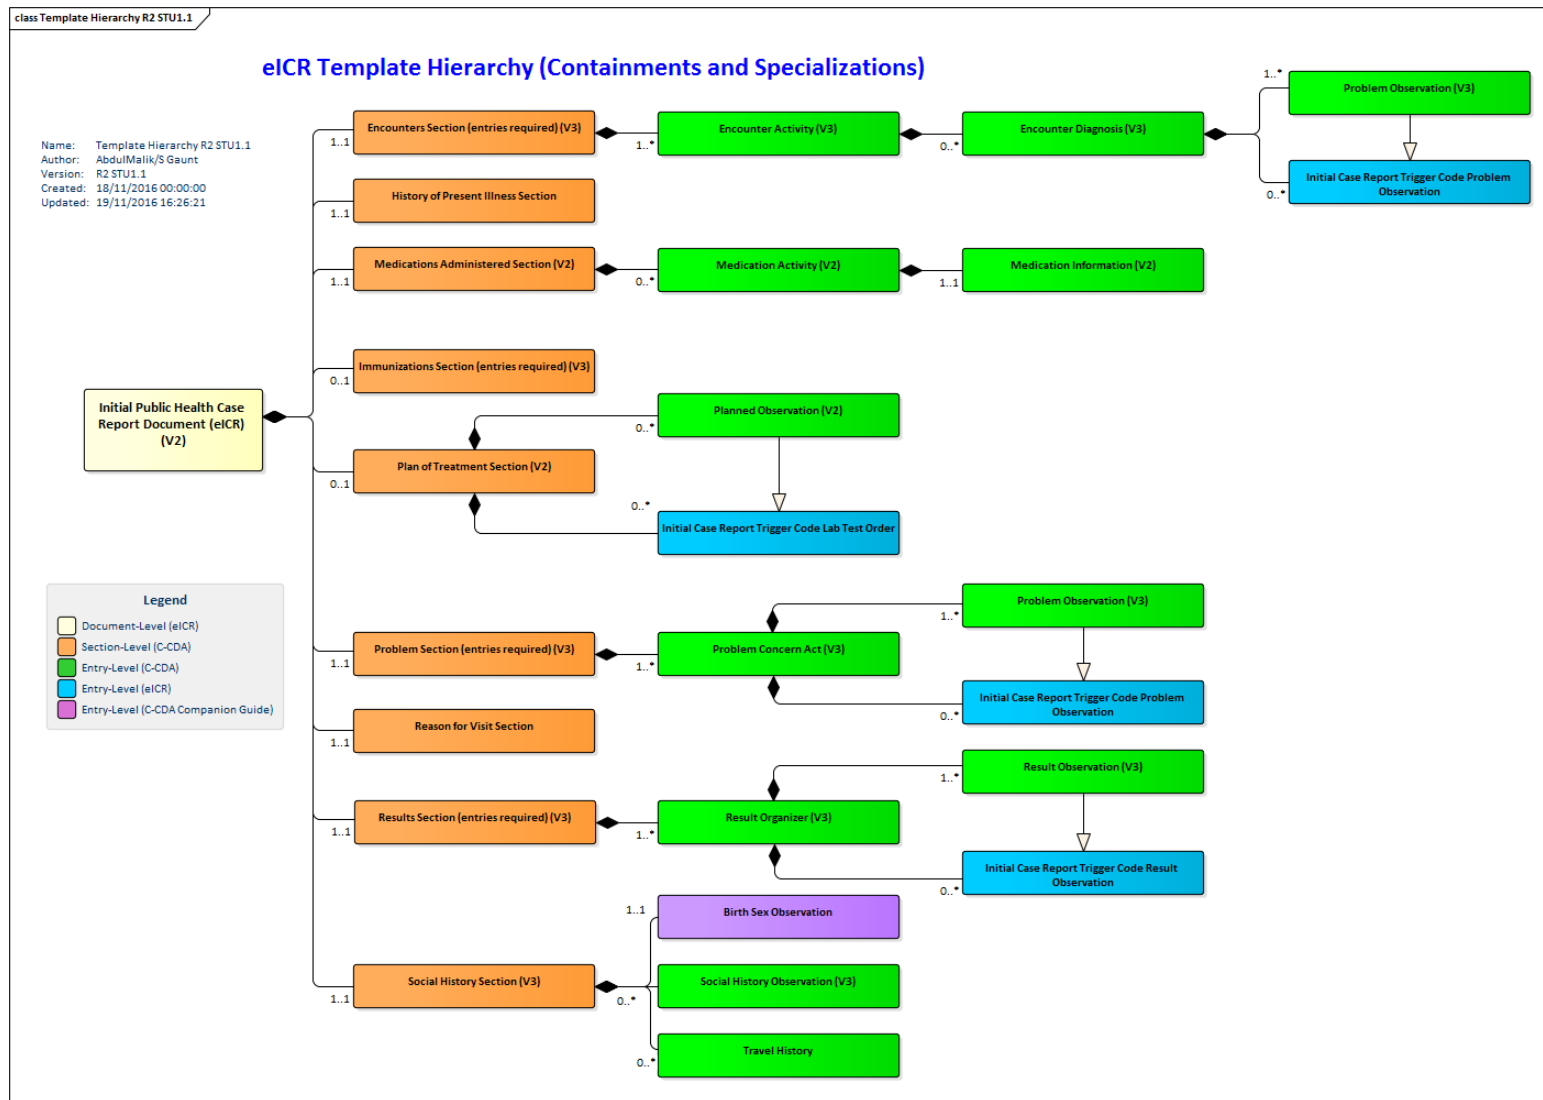 class Template Hierarchy R2 STU1.1
eICR Template Hierarchy (Containments and Specializations)
Name: Template Hierarchy R2 STU1.1
Author: AbdulMalik/S Gaunt
Version: R2 STU1.1
Created: 18/11/2016 00:00:00
Updated: 19/11/2016 16:26:21
Encounters Section (entries required) (V3)
1..1
Encounter Activity (V3)
1..*
Encounter Diagnosis (V3)
0..*
1..*
Problem Observation (V3)
Initial Case Report Trigger Code Problem
Observation
0..*
History of Present Illness Section
1..1
Medications Administered Section (V2)
1..1
Medication Activity (V2)
0..*
Medication Information (V2)
1..1
Immunizations Section (entries required) (V3)
0..1
Initial Public Health Case
Report Document (eICR)
(V2)
Planned Observation (V2)
0..*
Plan of Treatment Section (V2)
0..1
0..*
Initial Case Report Trigger Code Lab Test Order
Legend
Document-Level (eICR)
Section-Level (C-CDA)
Entry-Level (C-CDA)
Entry-Level (eICR)
Entry-Level (C-CDA Companion Guide)
Problem Observation (V3)
1..*
Problem Section (entries required) (V3)
1..1
Problem Concern Act (V3)
1..*
Initial Case Report Trigger Code Problem
Observation
0..*
Reason for Visit Section
1..1
Result Observation (V3)
1..*
Results Section (entries required) (V3)
1..1
Result Organizer (V3)
1..*
Initial Case Report Trigger Code Result
Observation
0..*
1..1
Birth Sex Observation
Social History Section (V3)
1..1
Social History Observation (V3)
0..*
Travel History
0..*